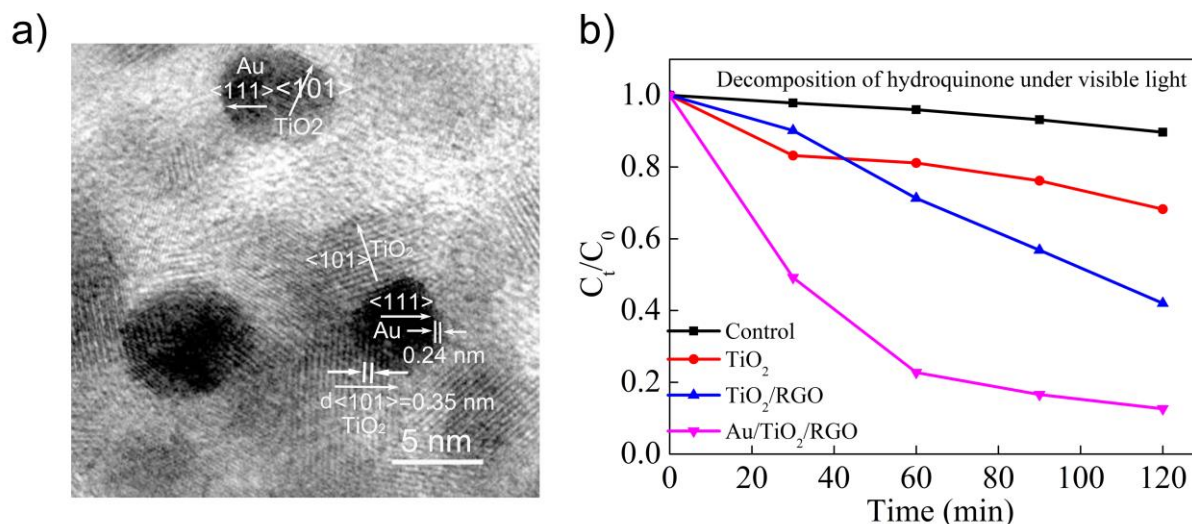 a)
Au
<111>
<101>
TiO2
TiO₂
<101>
<111>
Au
0.24 nm
d<101>=0.35 nm
TiO₂
5 nm
b)
Decomposition of hydroquinone under visible light
1.0
0.8
0.6
0.4
0.2
0.0
Cₜ/C₀
Control
TiO₂
TiO₂/RGO
Au/TiO₂/RGO
0 20 40 60 80 100 120
Time (min)